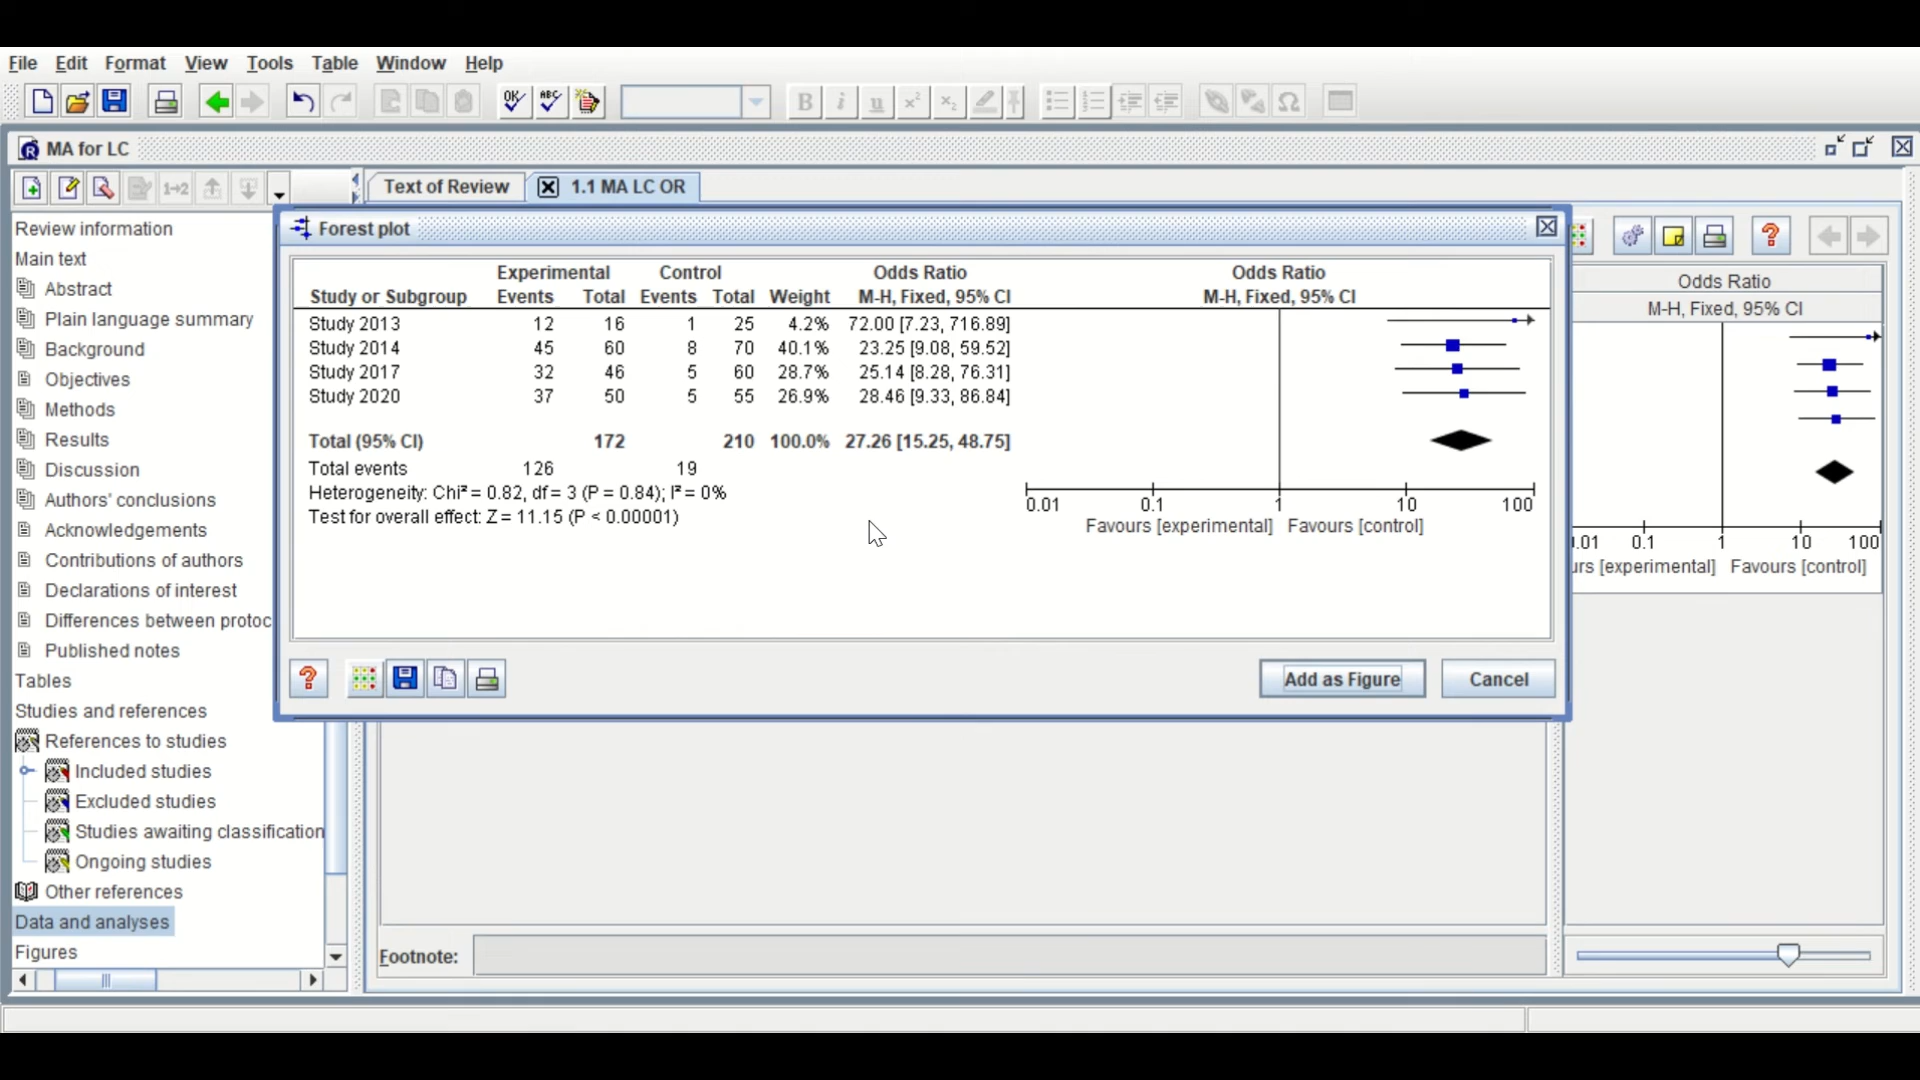 File Edit Format View Tools Table Window Help
MA for LC
Text of Review 1.1 MA LC OR
Review information
Main text
Abstract
Plain language summary
Background
Objectives
Methods
Results
Discussion
Authors' conclusions
Acknowledgements
Contributions of authors
Declarations of interest
Differences between protoc
Published notes
Tables
Studies and references
References to studies
Included studies
Excluded studies
Studies awaiting classification
Ongoing studies
Other references
Data and analyses
Figures
Forest plot
Experimental Control Odds Ratio Odds Ratio
Study or Subgroup Events Total Events Total Weight M-H, Fixed, 95% CI M-H, Fixed, 95% CI
Study 2013 12 16 1 25 4.2% 72.00 [7.23, 716.89]
Study 2014 45 60 8 70 40.1% 23.25 [9.08, 59.52]
Study 2017 32 46 5 60 28.7% 25.14 [8.28, 76.31]
Study 2020 37 50 5 55 26.9% 28.46 [9.33, 86.84]
Total (95% CI) 172 210 100.0% 27.26 [15.25, 48.75]
Total events 126 19
Heterogeneity: Chi² = 0.82, df = 3 (P = 0.84); I² = 0%
Test for overall effect: Z = 11.15 (P < 0.00001)
0.01 0.1 1 10 100
Favours [experimental] Favours [control]
Add as Figure Cancel
Odds Ratio
M-H, Fixed, 95% CI
.01 0.1 1 10 100
urs [experimental] Favours [control]
Footnote: